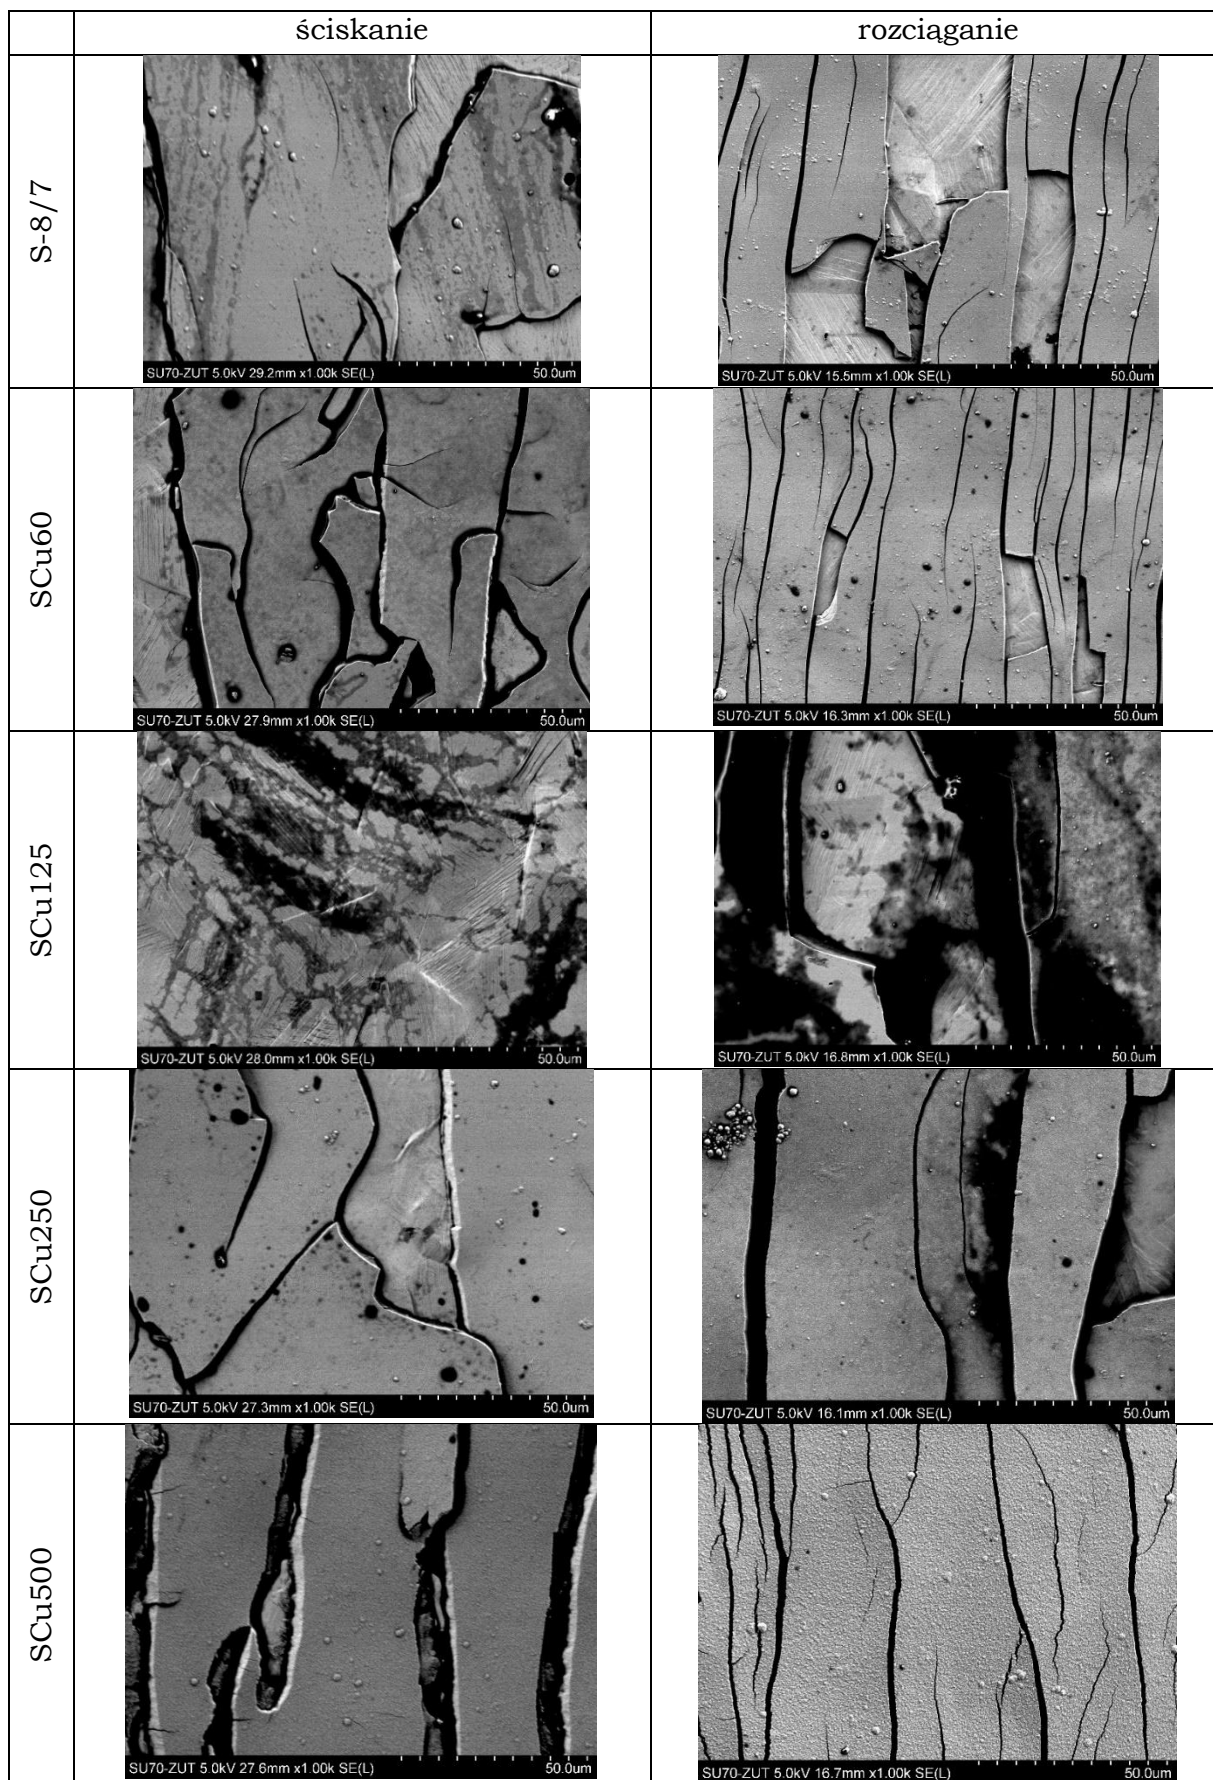 ściskanie rozciąganie
S-8/7
SU70-ZUT 5.0kV 29.2mm x1.00k SE(L) 50.0um
SU70-ZUT 5.0kV 15.5mm x1.00k SE(L) 50.0um
SCu60
SU70-ZUT 5.0kV 27.9mm x1.00k SE(L) 50.0um
SU70-ZUT 5.0kV 16.3mm x1.00k SE(L) 50.0um
SCu125
SU70-ZUT 5.0kV 28.0mm x1.00k SE(L) 50.0um
SU70-ZUT 5.0kV 16.8mm x1.00k SE(L) 50.0um
SCu250
SU70-ZUT 5.0kV 27.3mm x1.00k SE(L) 50.0um
SU70-ZUT 5.0kV 16.1mm x1.00k SE(L) 50.0um
SCu500
SU70-ZUT 5.0kV 27.6mm x1.00k SE(L) 50.0um
SU70-ZUT 5.0kV 16.7mm x1.00k SE(L) 50.0um